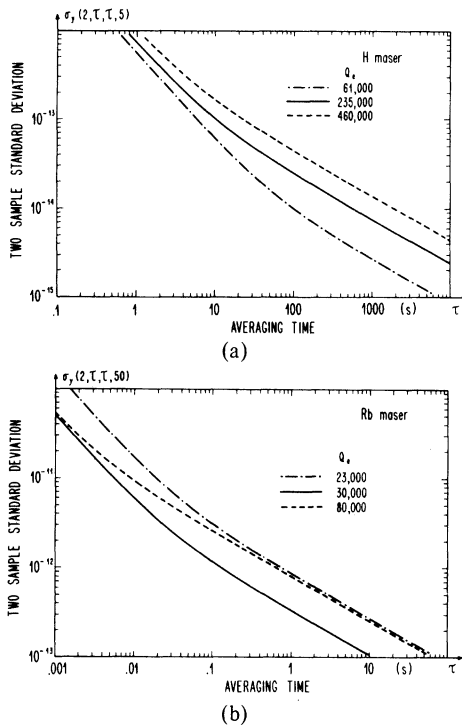 σy (2,τ,τ,5)
H maser
Qe
61,000
235,000
460,000
10^-13
10^-14
10^-15
TWO SAMPLE STANDARD DEVIATION
.1 1 10 100 1000 (s) τ
AVERAGING TIME
(a)
σy (2,τ,τ,50)
Rb maser
Qe
23,000
30,000
80,000
10^-11
10^-12
10^-13
TWO SAMPLE STANDARD DEVIATION
.001 .01 .1 1 10 (s) τ
AVERAGING TIME
(b)